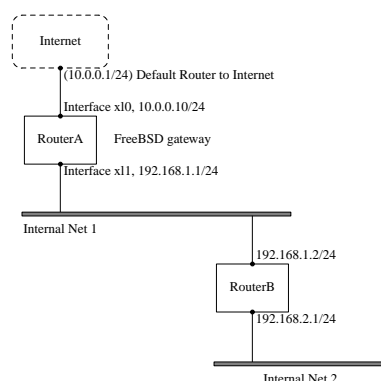 Internet
(10.0.0.1/24) Default Router to Internet
Interface xl0, 10.0.0.10/24
RouterA
FreeBSD gateway
Interface xl1, 192.168.1.1/24
Internal Net 1
192.168.1.2/24
RouterB
192.168.2.1/24
Internal Net 2